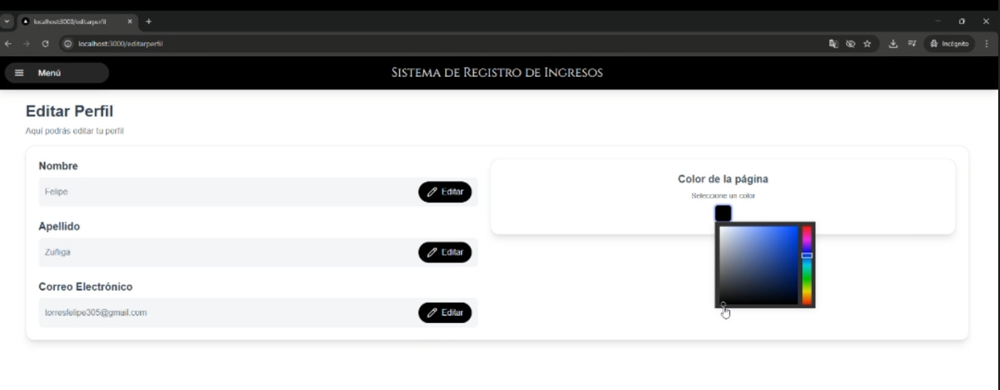 localhost:3000/editarperfil
localhost:3000/editarperfil
Incógnito
Menú
SISTEMA DE REGISTRO DE INGRESOS
Editar Perfil
Aquí podrás editar tu perfil
Nombre
Felipe
Editar
Apellido
Zuñiga
Editar
Correo Electrónico
torresfelipe305@gmail.com
Editar
Color de la página
Seleccione un color